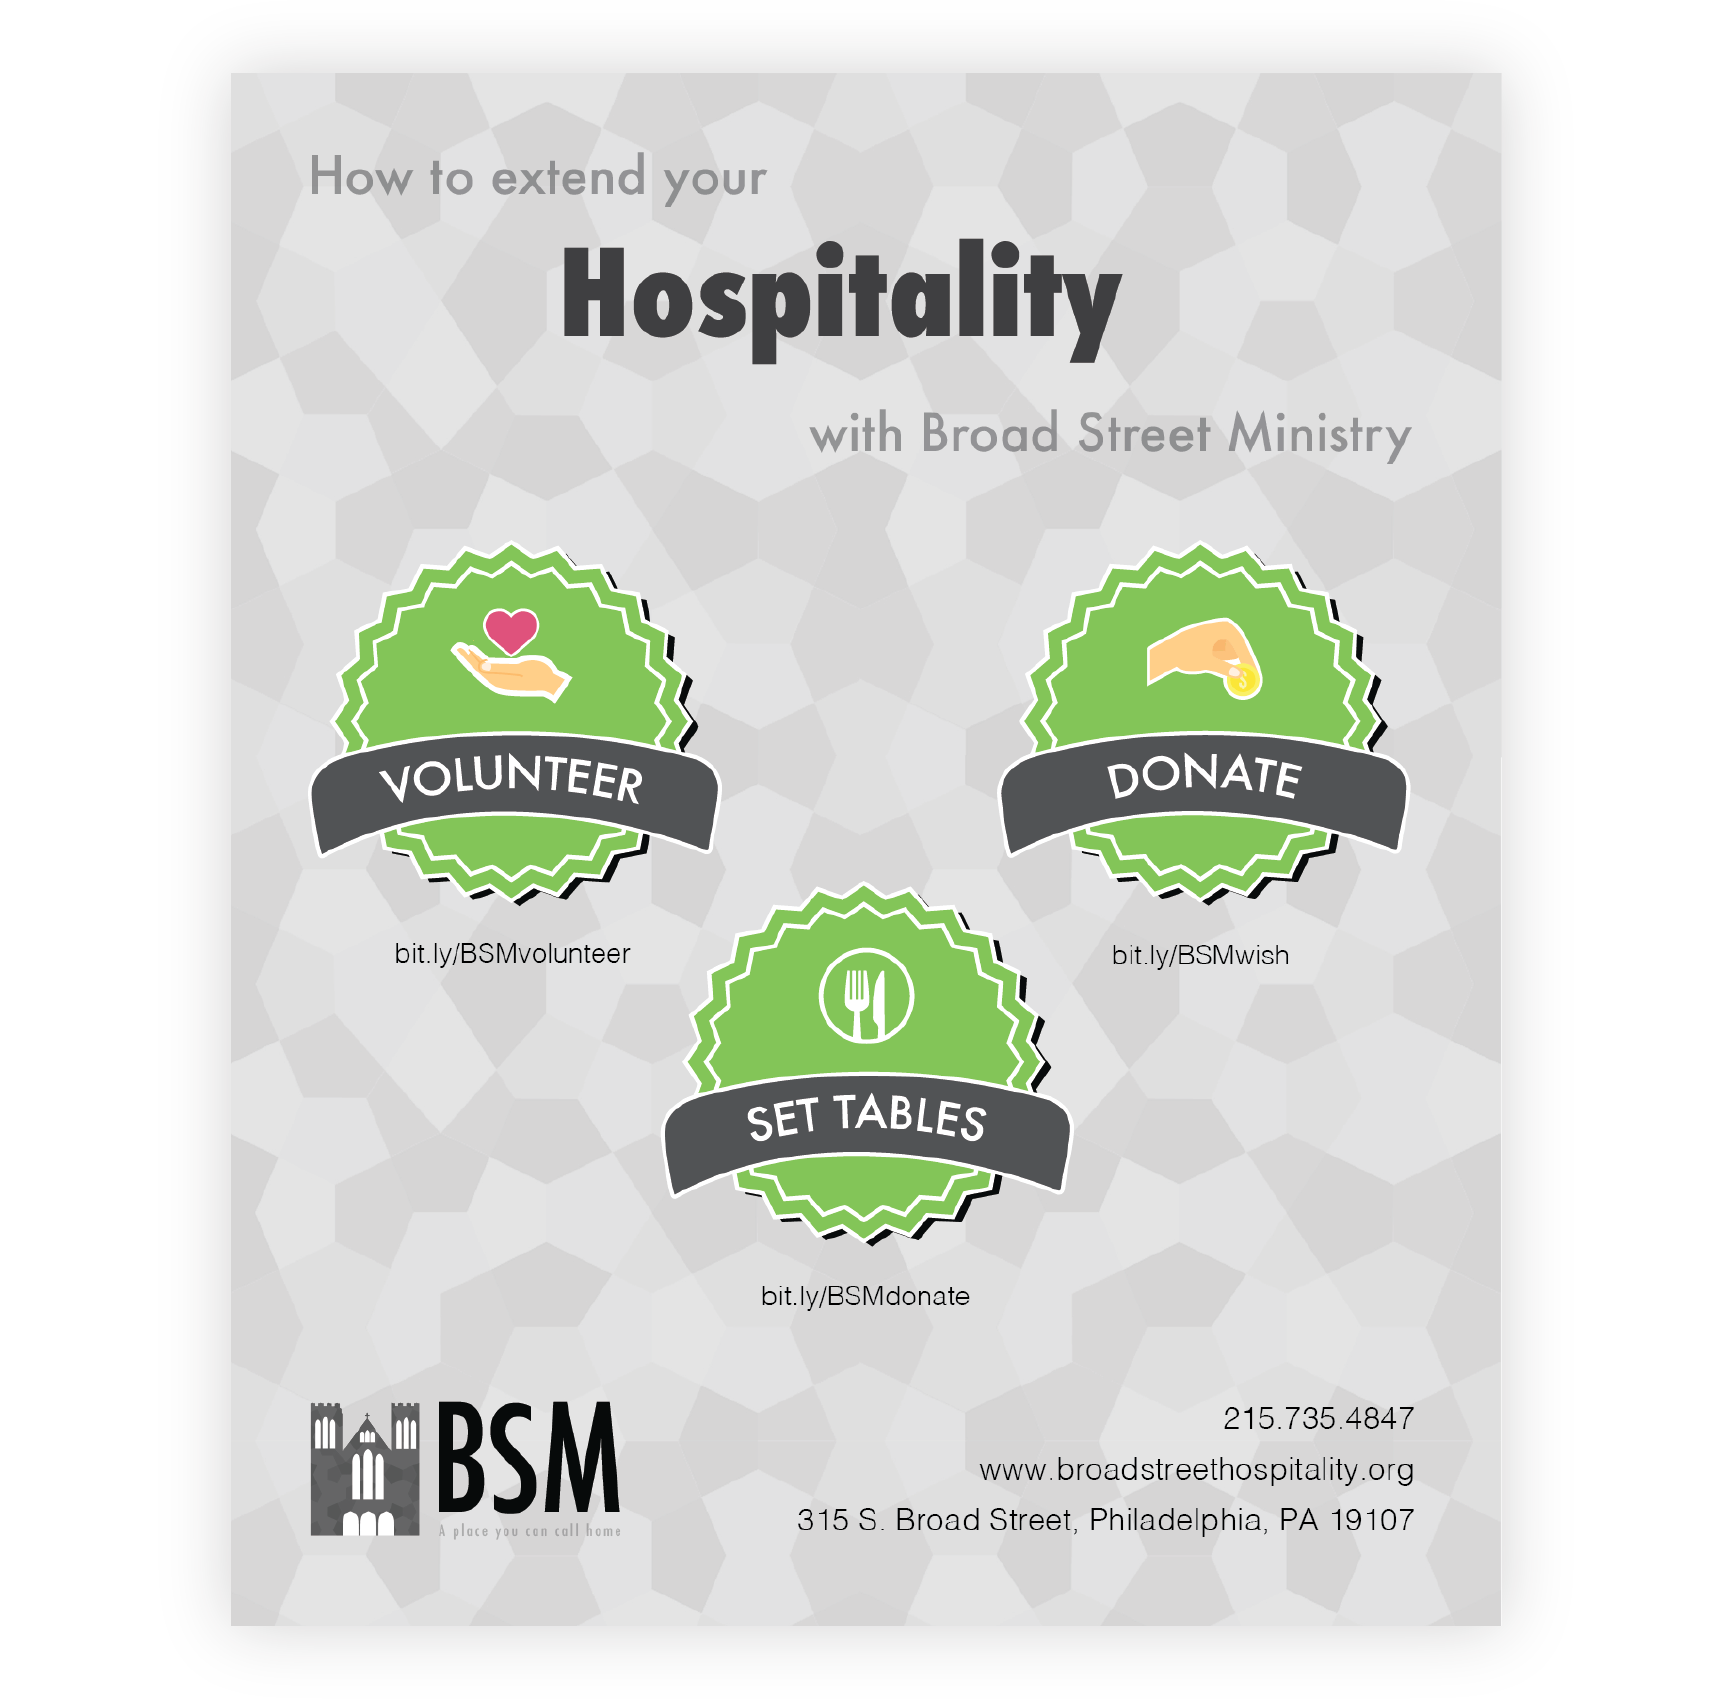 How to extend your
Hospitality
with Broad Street Ministry
VOLUNTEER
bit.ly/BSMvolunteer
DONATE
bit.ly/BSMwish
SET TABLES
bit.ly/BSMdonate
BSM
A place you can call home
215.735.4847
www.broadstreethospitality.org
315 S. Broad Street, Philadelphia, PA 19107